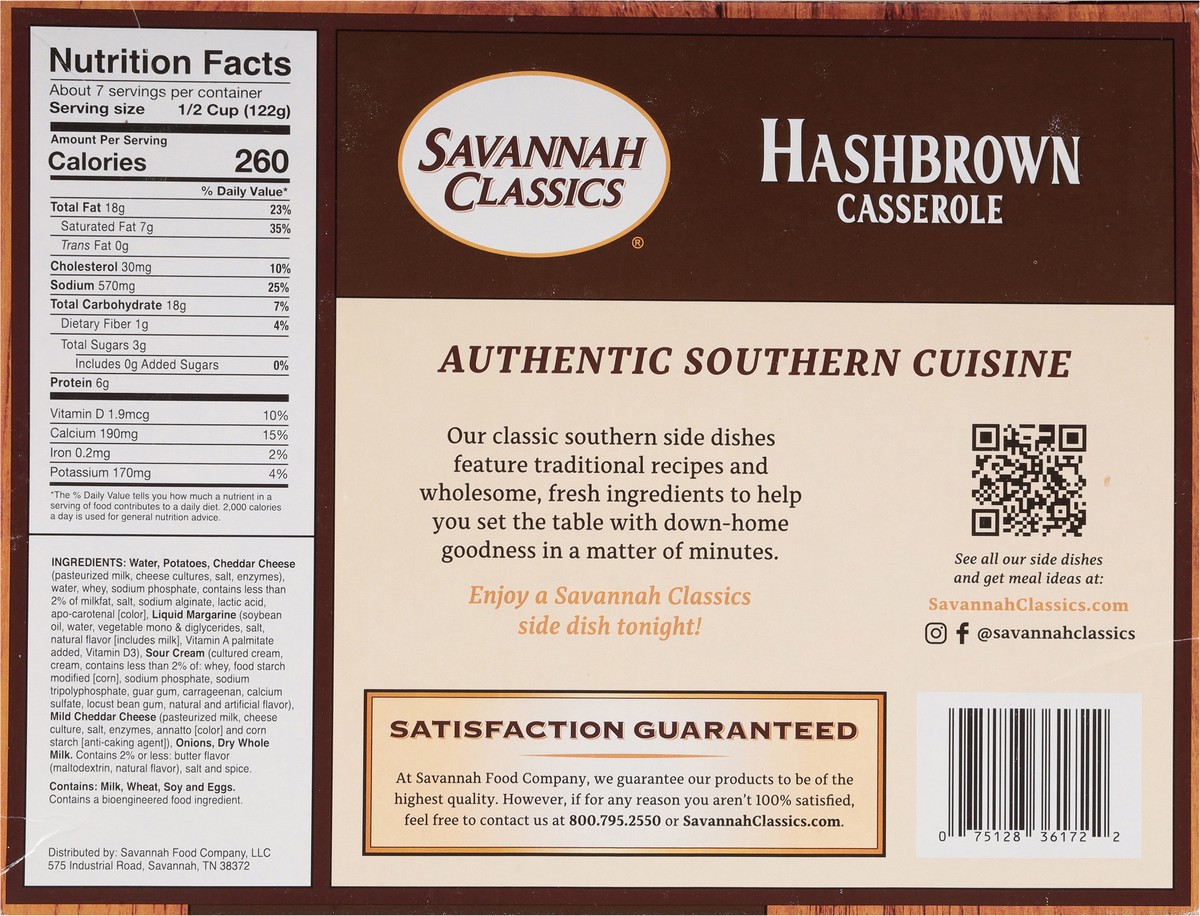 Nutrition Facts
About 7 servings per container
Serving size 1/2 Cup (122g)
Amount Per Serving
Calories 260
% Daily Value*
Total Fat 18g 23%
Saturated Fat 7g 35%
Trans Fat 0g
Cholesterol 30mg 10%
Sodium 570mg 25%
Total Carbohydrate 18g 7%
Dietary Fiber 1g 4%
Total Sugars 3g
Includes 0g Added Sugars 0%
Protein 6g
Vitamin D 1.9mcg 10%
Calcium 190mg 15%
Iron 0.2mg 2%
Potassium 170mg 4%
*The % Daily Value tells you how much a nutrient in a
serving of food contributes to a daily diet. 2,000 calories
a day is used for general nutrition advice.
INGREDIENTS: Water, Potatoes, Cheddar Cheese
(pasteurized milk, cheese cultures, salt, enzymes),
water, whey, sodium phosphate, contains less than
2% of milkfat, salt, sodium alginate, lactic acid,
apo-carotenal [color], Liquid Margarine (soybean
oil, water, vegetable mono & diglycerides, salt,
natural flavor [includes milk], Vitamin A palmitate
added, Vitamin D3), Sour Cream (cultured cream,
cream, contains less than 2% of: whey, food starch
modified [corn], sodium phosphate, sodium
tripolyphosphate, guar gum, carrageenan, calcium
sulfate, locust bean gum, natural and artificial flavor),
Mild Cheddar Cheese (pasteurized milk, cheese
culture, salt, enzymes, annatto [color] and corn
starch [anti-caking agent]), Onions, Dry Whole
Milk. Contains 2% or less: butter flavor
(maltodextrin, natural flavor), salt and spice.
Contains: Milk, Wheat, Soy and Eggs.
Contains a bioengineered food ingredient.
Distributed by: Savannah Food Company, LLC
575 Industrial Road, Savannah, TN 38372
SAVANNAH
CLASSICS
®
HASHBROWN
CASSEROLE
AUTHENTIC SOUTHERN CUISINE
Our classic southern side dishes
feature traditional recipes and
wholesome, fresh ingredients to help
you set the table with down-home
goodness in a matter of minutes.
Enjoy a Savannah Classics
side dish tonight!
See all our side dishes
and get meal ideas at:
SavannahClassics.com
@savannahclassics
SATISFACTION GUARANTEED
At Savannah Food Company, we guarantee our products to be of the
highest quality. However, if for any reason you aren't 100% satisfied,
feel free to contact us at 800.795.2550 or SavannahClassics.com.
0 75128 36172 2